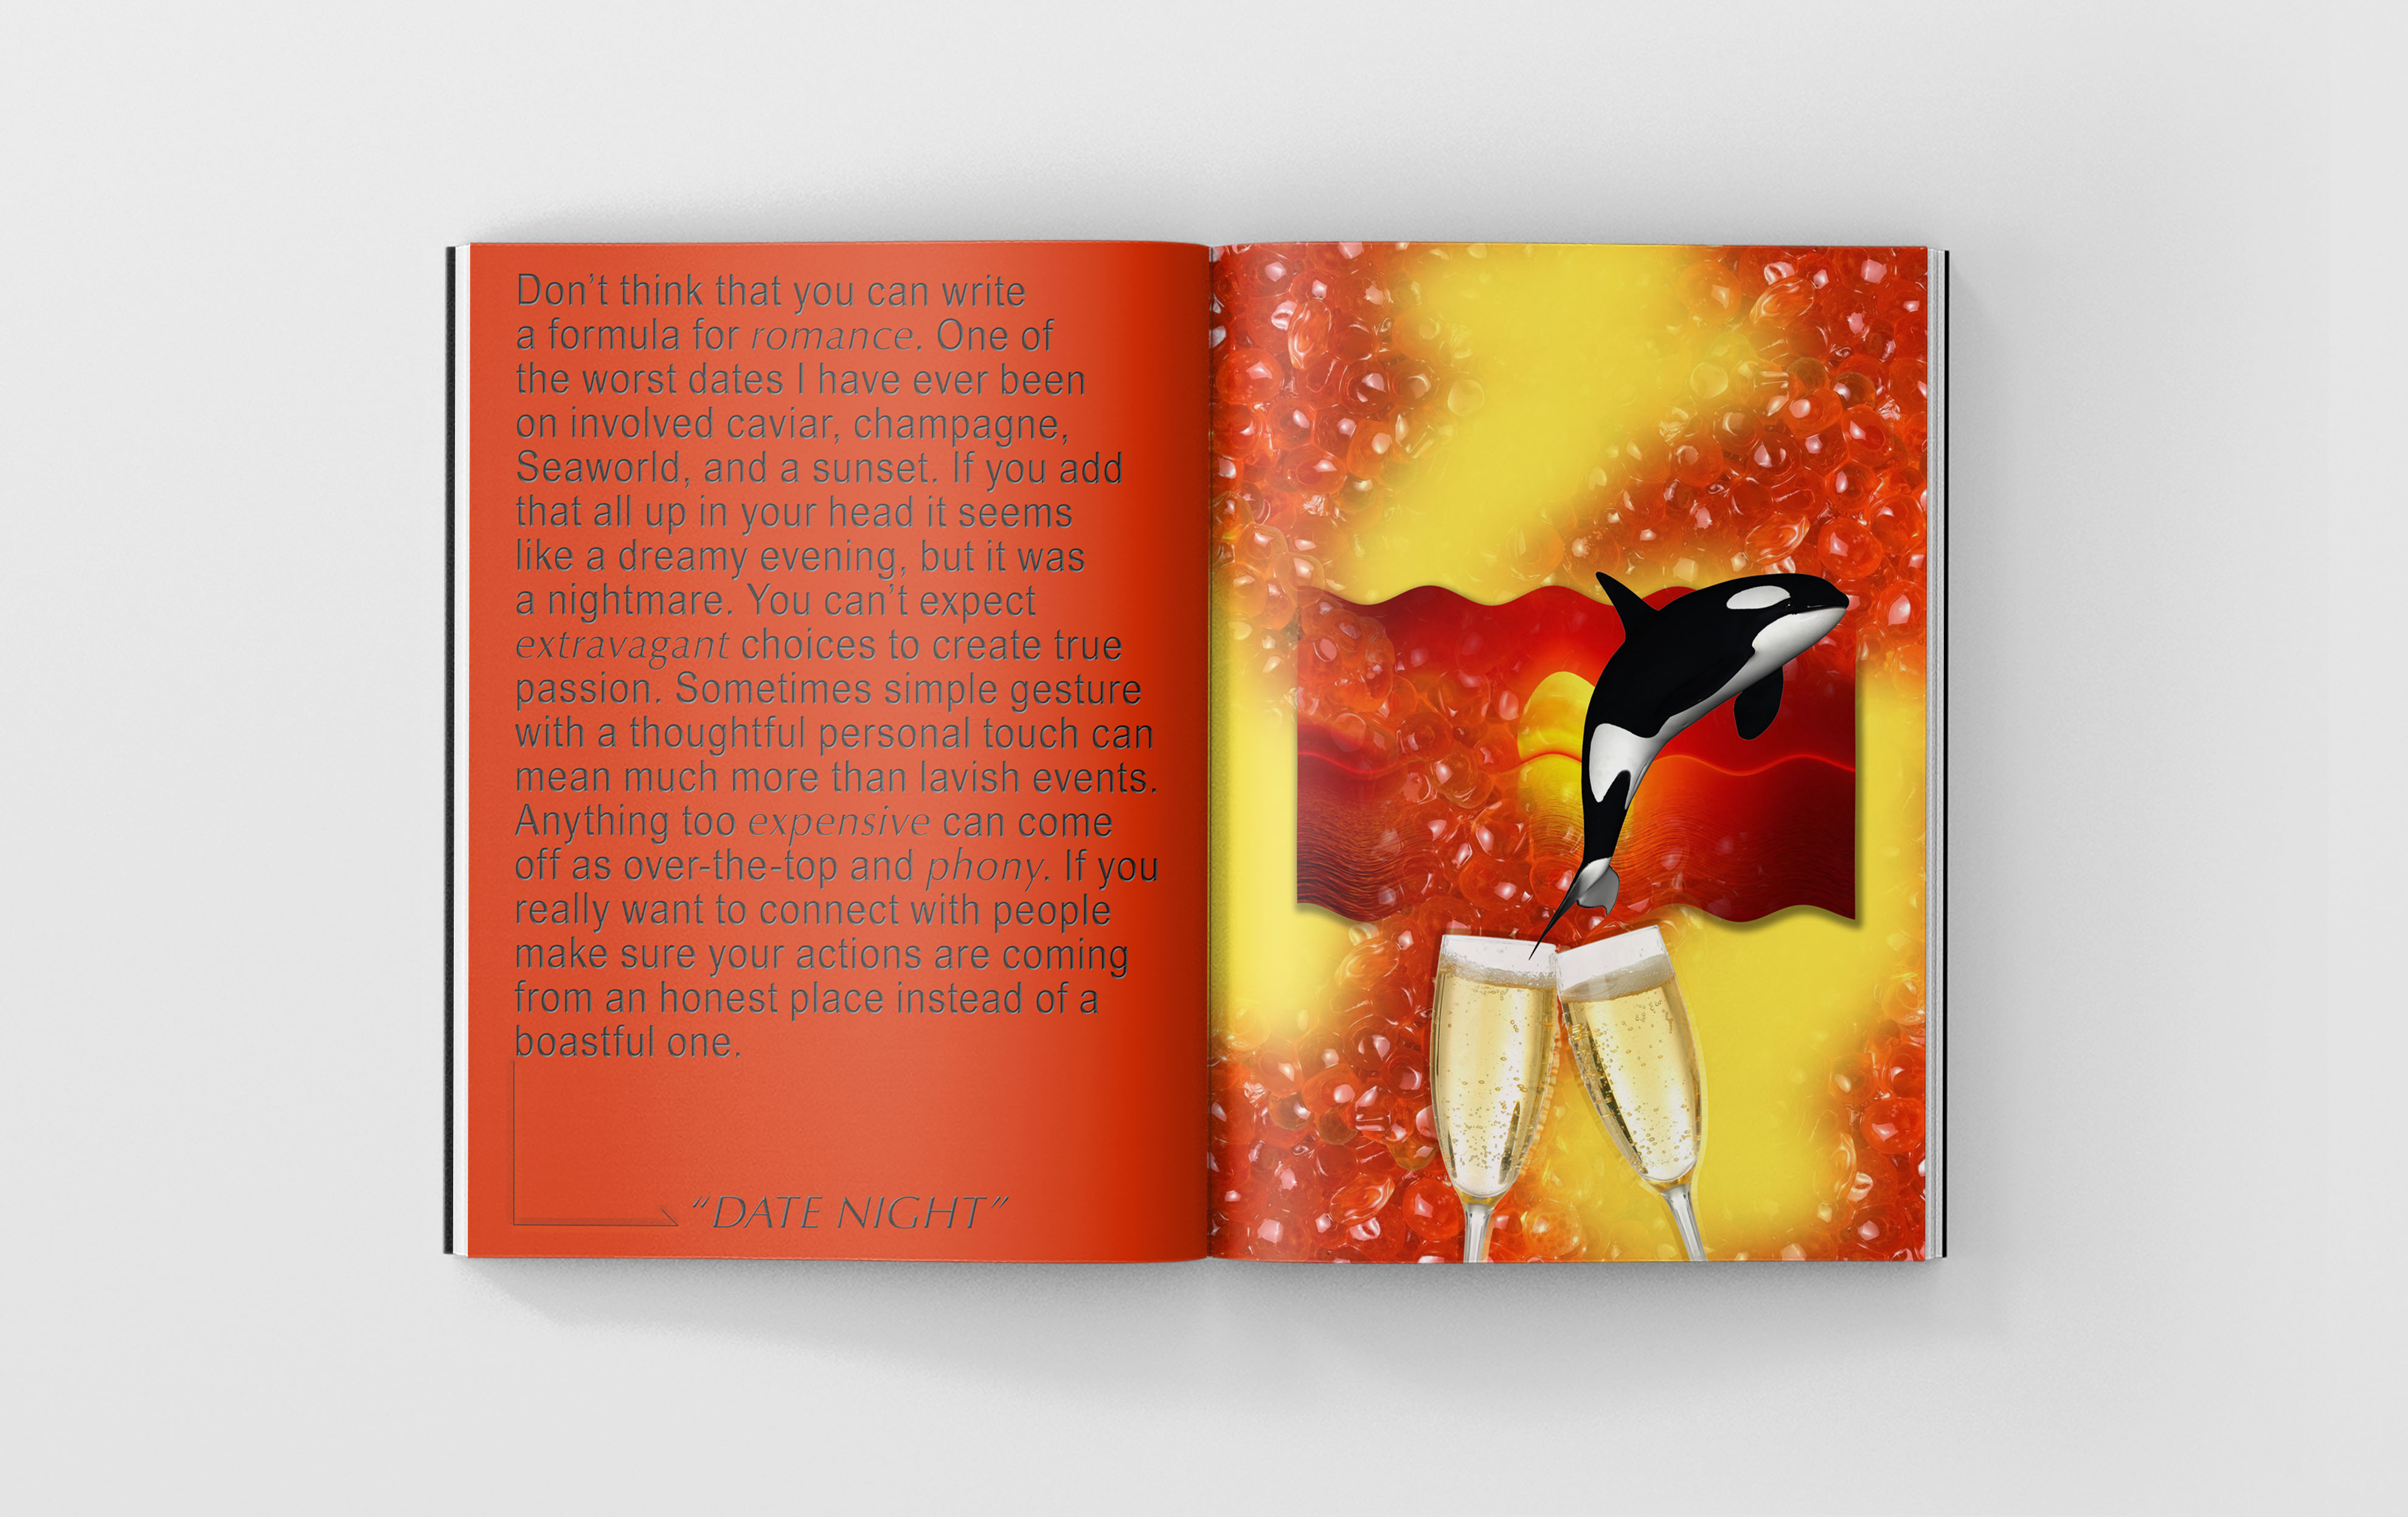 Don’t think that you can write
a formula for romance. One of
the worst dates I have ever been
on involved caviar, champagne,
Seaworld, and a sunset. If you add
that all up in your head it seems
like a dreamy evening, but it was
a nightmare. You can’t expect
extravagant choices to create true
passion. Sometimes simple gesture
with a thoughtful personal touch can
mean much more than lavish events.
Anything too expensive can come
off as over-the-top and phony. If you
really want to connect with people
make sure your actions are coming
from an honest place instead of a
boastful one.
“DATE NIGHT”